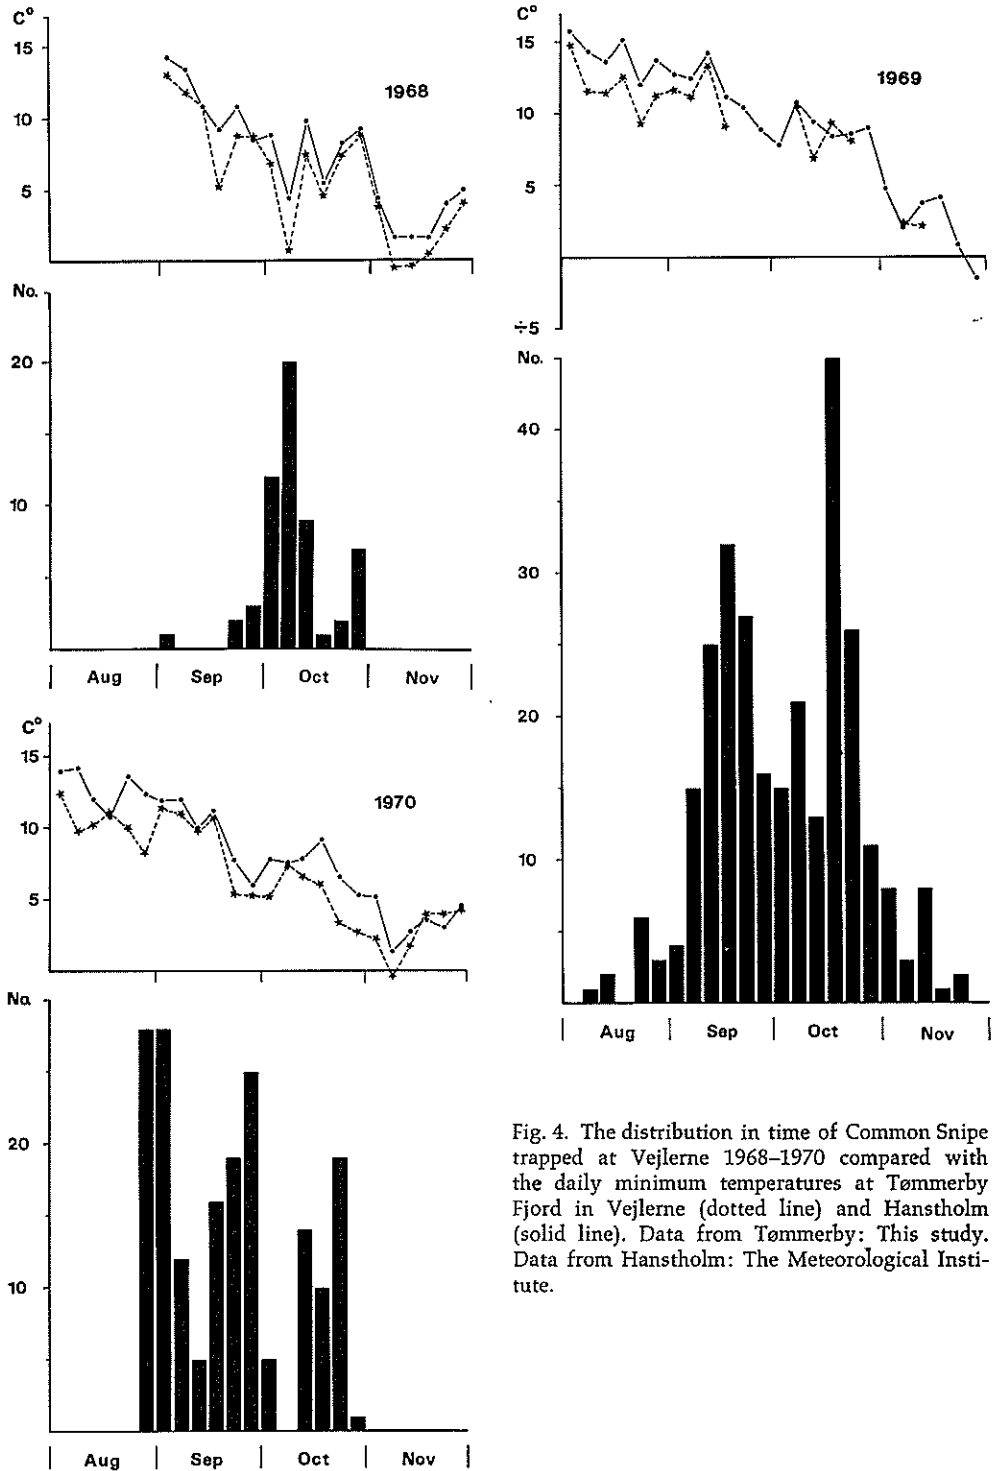 C°
15
10
5
1968
No.
20
10
Aug Sep Oct Nov
C°
15
10
5
÷5
1969
No.
40
30
20
10
Aug Sep Oct Nov
C°
15
10
5
1970
No.
20
10
Aug Sep Oct Nov
Fig. 4. The distribution in time of Common Snipe
trapped at Vejlerne 1968–1970 compared with
the daily minimum temperatures at Tømmerby
Fjord in Vejlerne (dotted line) and Hanstholm
(solid line). Data from Tømmerby: This study.
Data from Hanstholm: The Meteorological Insti-
tute.